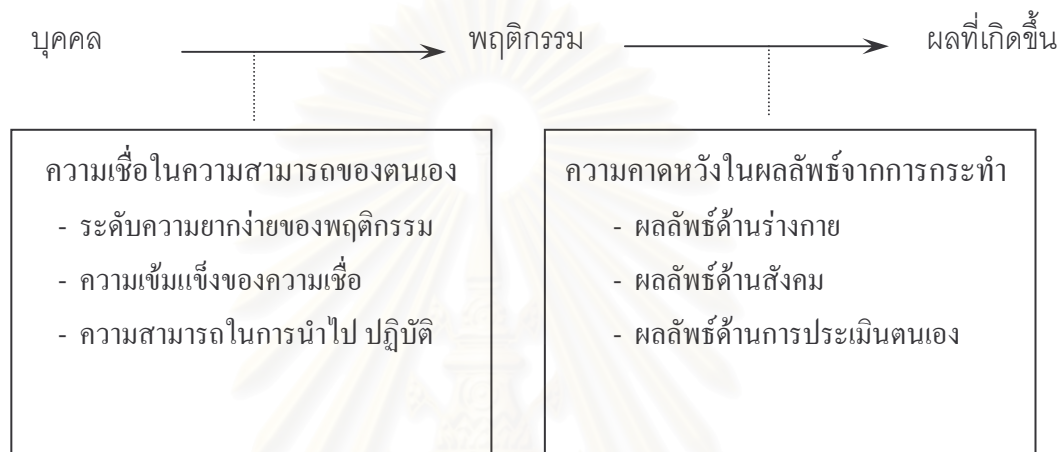 บุคคล พฤติกรรม ผลที่เกิดขึ้น
ความเชื่อในความสามารถของตนเอง
- ระดับความยากง่ายของพฤติกรรม
- ความเข้มแข็งของความเชื่อ
- ความสามารถในการนำไป ปฏิบัติ
ความคาดหวังในผลลัพธ์จากการกระทำ
- ผลลัพธ์ด้านร่างกาย
- ผลลัพธ์ด้านสังคม
- ผลลัพธ์ด้านการประเมินตนเอง